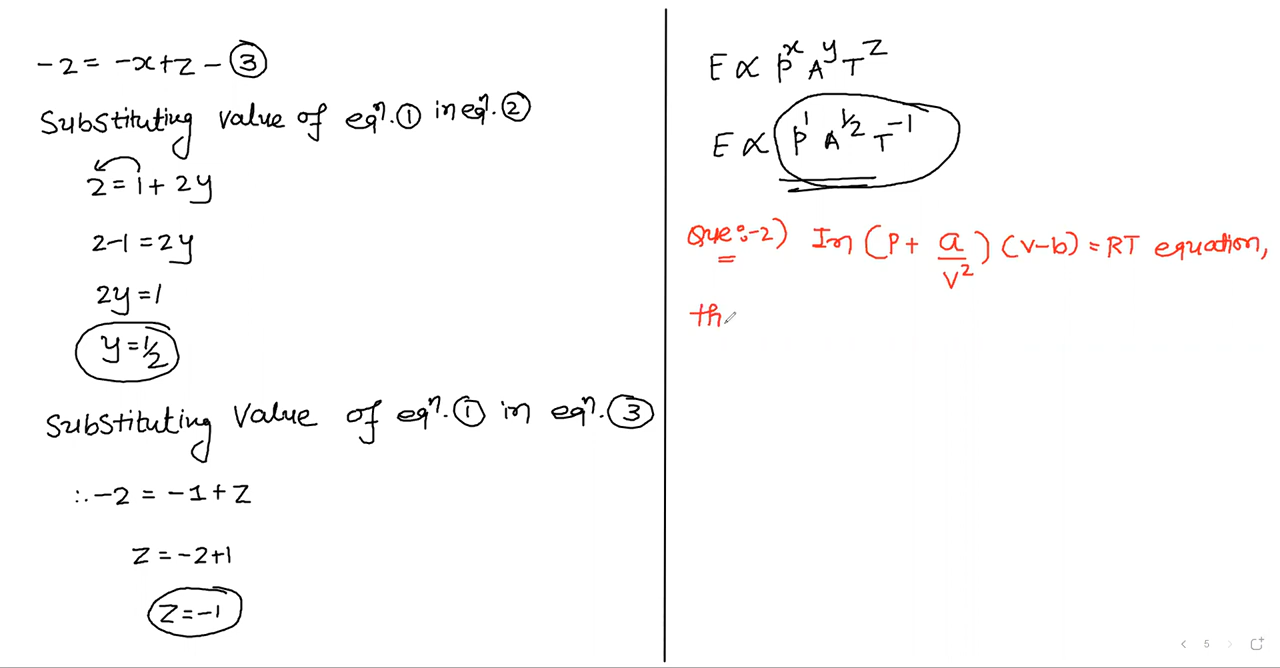 -2 = -x+z - ③
Substituting value of eqⁿ.① in eqⁿ.②
2 = 1 + 2y
2-1 = 2y
2y = 1
y = 1/2
Substituting value of eqⁿ.① in eqⁿ.③
∴ -2 = -1 + z
z = -2+1
z = -1
E ∝ P^x A^y T^z
E ∝ P^1 A^1/2 T^-1
Que:-2) In (P + a/V²) (V-b) = RT equation,
th
5